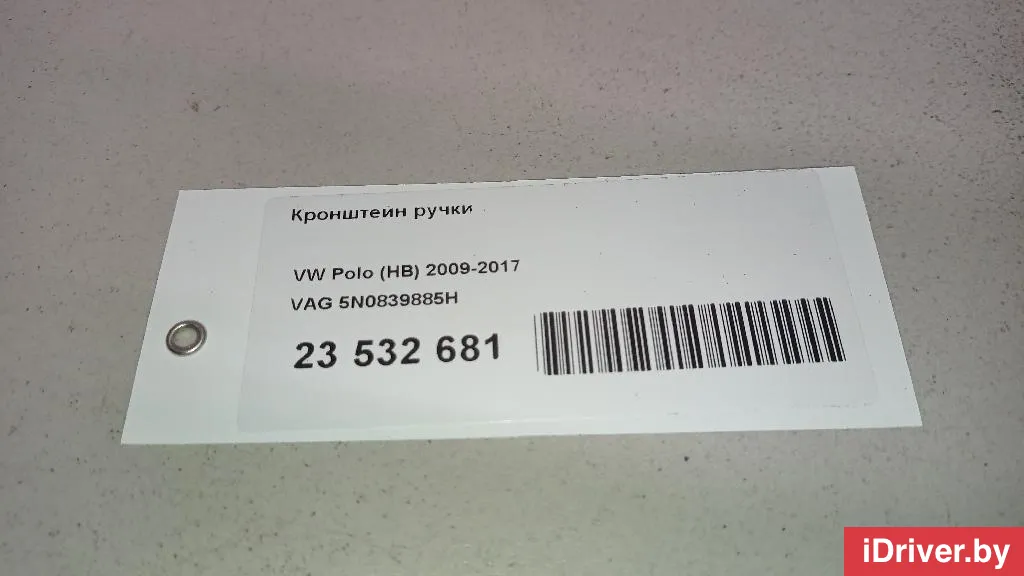 Кронштейн ручки
VW Polo (HB) 2009-2017
VAG 5N0839885H
23 532 681
iDriver.by